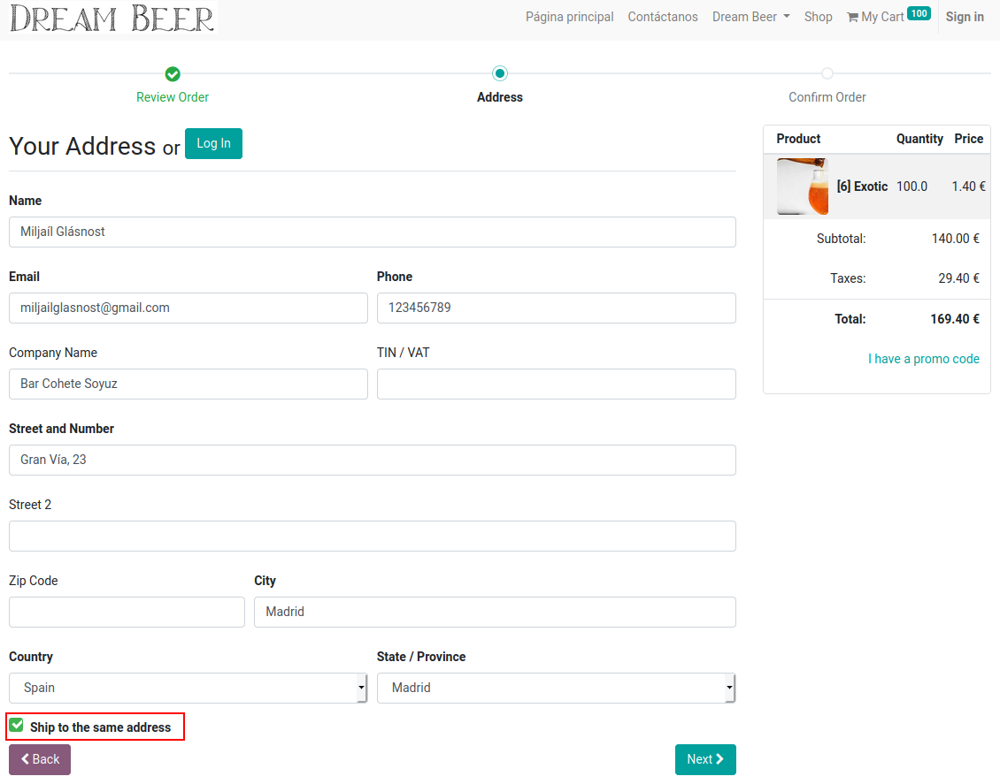 DREAM BEER
Página principal Contáctanos Dream Beer Shop My Cart 100 Sign in
Review Order Address Confirm Order
Your Address or Log In
Name
Miljaíl Glásnost
Email Phone
miljailglasnost@gmail.com 123456789
Company Name TIN / VAT
Bar Cohete Soyuz
Street and Number
Gran Vía, 23
Street 2
Zip Code City
Madrid
Country State / Province
Spain Madrid
Ship to the same address
Back Next
Product Quantity Price
[6] Exotic 100.0 1.40 €
Subtotal: 140.00 €
Taxes: 29.40 €
Total: 169.40 €
I have a promo code